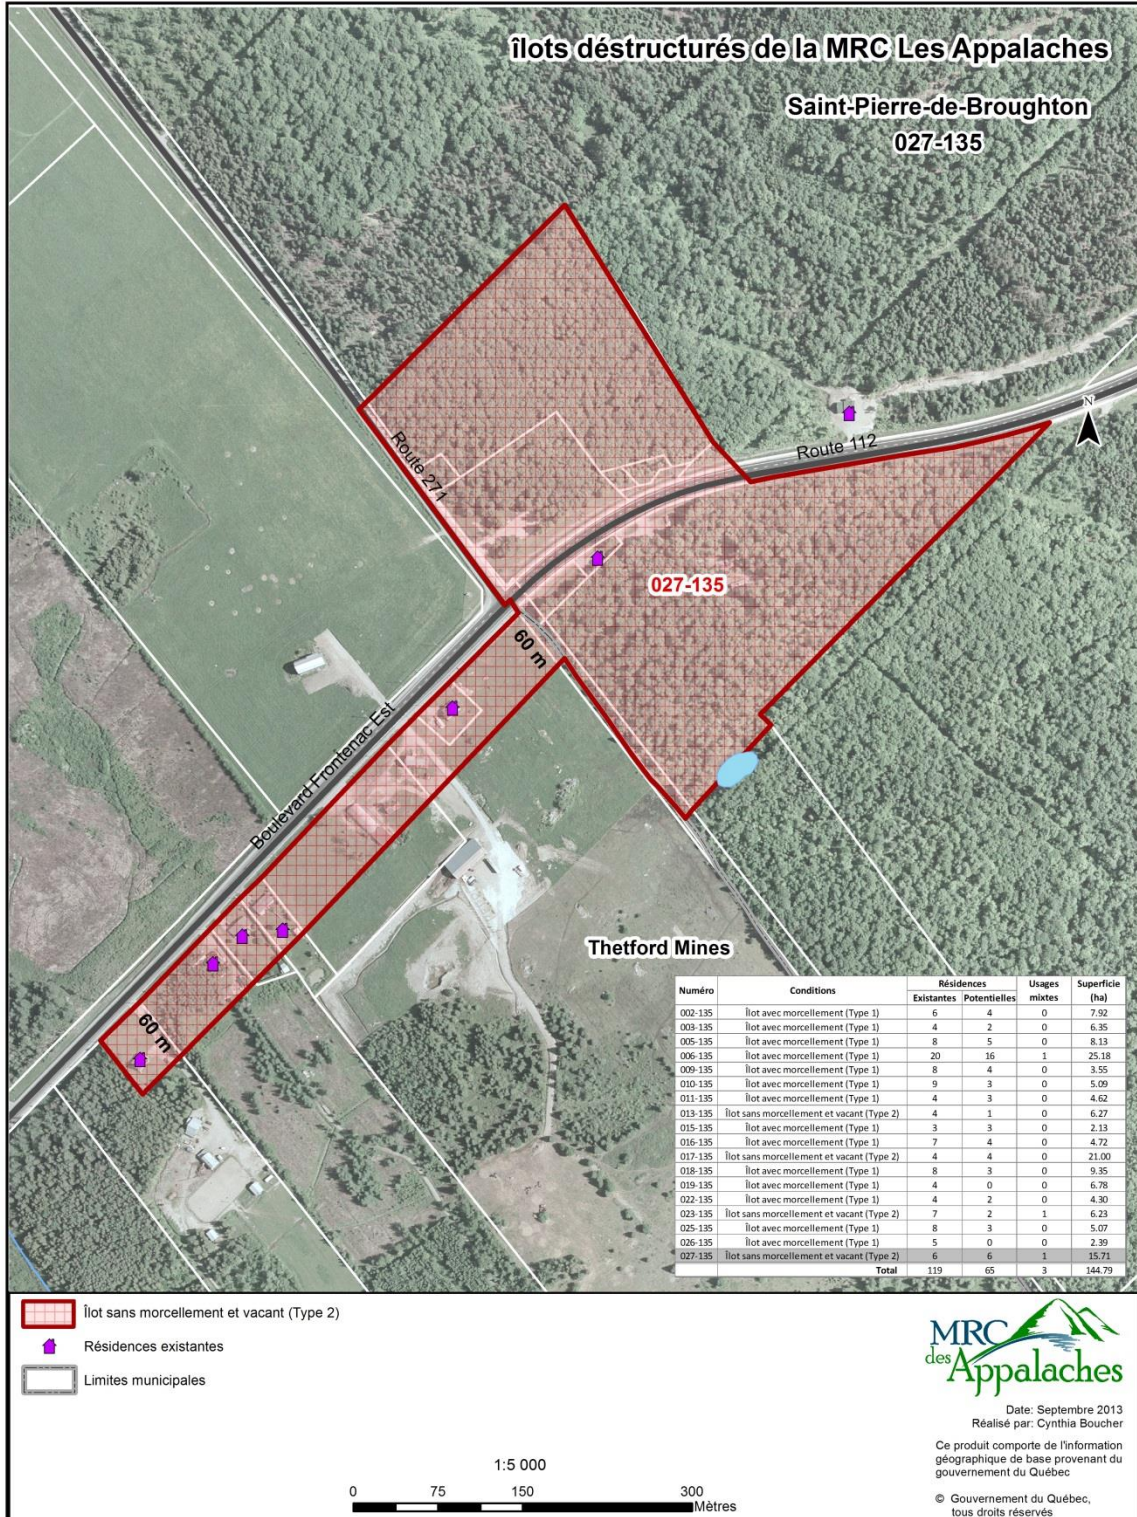 îlots déstructurés de la MRC Les Appalaches
Saint-Pierre-de-Broughton
027-135
N
Route 112
Route 271
027-135
60 m
Boulevard Frontenac Est
Thetford Mines
60 m
Numéro Conditions Résidences Usages mixtes Superficie (ha)
Existantes Potentielles
002-135 Îlot avec morcellement (Type 1) 6 4 0 7.92
003-135 Îlot avec morcellement (Type 1) 4 2 0 6.35
005-135 Îlot avec morcellement (Type 1) 8 5 0 8.13
006-135 Îlot avec morcellement (Type 1) 20 16 1 25.18
009-135 Îlot avec morcellement (Type 1) 8 4 0 3.55
010-135 Îlot avec morcellement (Type 1) 9 3 0 5.09
011-135 Îlot avec morcellement (Type 1) 4 3 0 4.62
013-135 Îlot sans morcellement et vacant (Type 2) 4 1 0 6.27
015-135 Îlot avec morcellement (Type 1) 3 3 0 2.13
016-135 Îlot avec morcellement (Type 1) 7 4 0 4.72
017-135 Îlot sans morcellement et vacant (Type 2) 4 4 0 21.00
018-135 Îlot avec morcellement (Type 1) 8 3 0 9.35
019-135 Îlot avec morcellement (Type 1) 4 0 0 6.78
022-135 Îlot avec morcellement (Type 1) 4 2 0 4.30
023-135 Îlot sans morcellement et vacant (Type 2) 7 2 1 6.23
025-135 Îlot avec morcellement (Type 1) 8 3 0 5.07
026-135 Îlot avec morcellement (Type 1) 5 0 0 2.39
027-135 Îlot sans morcellement et vacant (Type 2) 6 6 1 15.71
Total 119 65 3 144.79
Îlot sans morcellement et vacant (Type 2)
Résidences existantes
Limites municipales
1:5 000
0 75 150 300
Mètres
MRC
des Appalaches
Date: Septembre 2013
Réalisé par: Cynthia Boucher
Ce produit comporte de l'information
géographique de base provenant du
gouvernement du Québec
© Gouvernement du Québec,
tous droits réservés